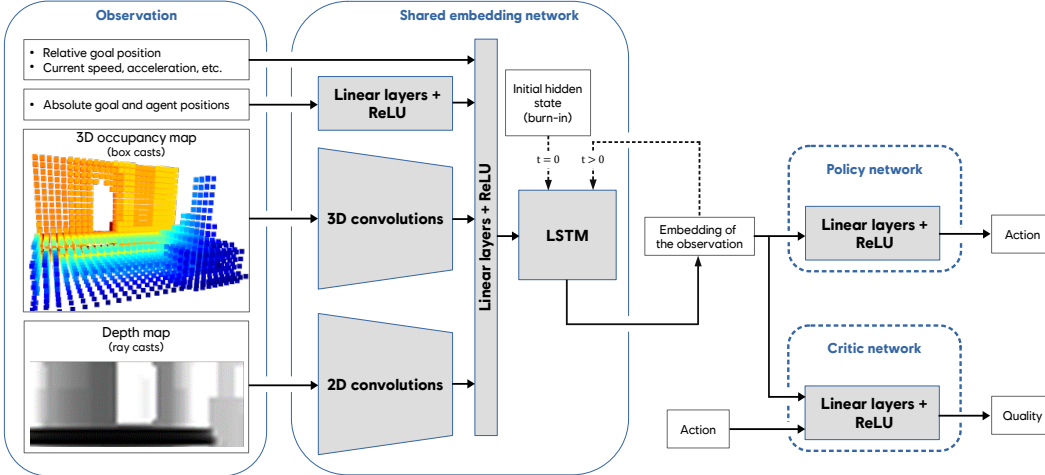 Observation
• Relative goal position
• Current speed, acceleration, etc.
• Absolute goal and agent positions
3D occupancy map
(box casts)
Depth map
(ray casts)
Shared embedding network
Linear layers +
ReLU
3D convolutions
2D convolutions
Linear layers + ReLU
Initial hidden
state
(burn-in)
t = 0
t > 0
LSTM
Embedding of
the observation
Policy network
Linear layers +
ReLU
Action
Critic network
Action
Linear layers +
ReLU
Quality